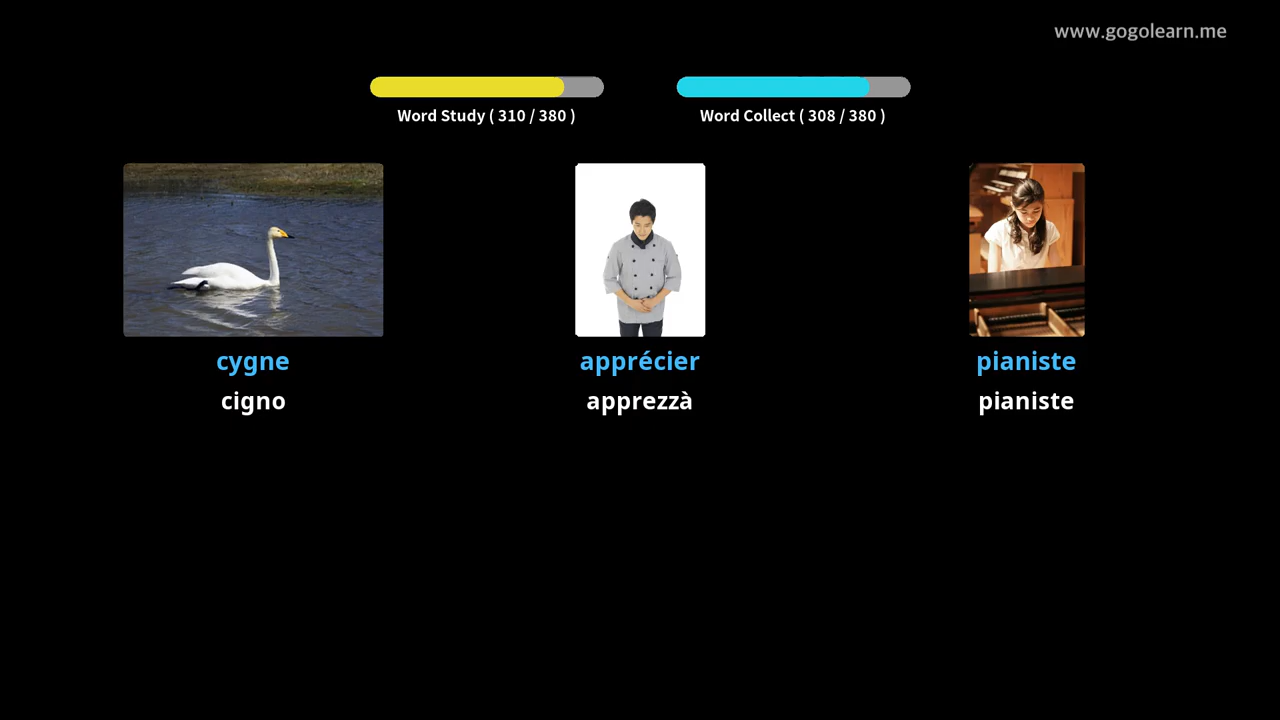 www.gogolearn.me
Word Study ( 310 / 380 )
Word Collect ( 308 / 380 )
cygne
apprécier
pianiste
cigno
apprezzà
pianiste